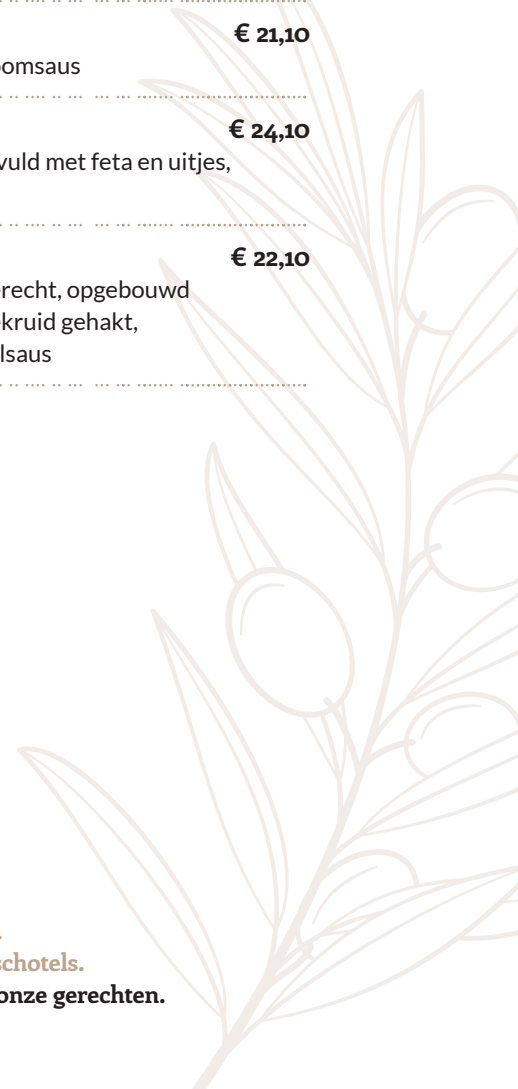 € 21,10
omsaus
€ 24,10
vuld met feta en uitjes,
€ 22,10
recht, opgebouwd
kruid gehakt,
lsaus
.
schotels.
onze gerechten.